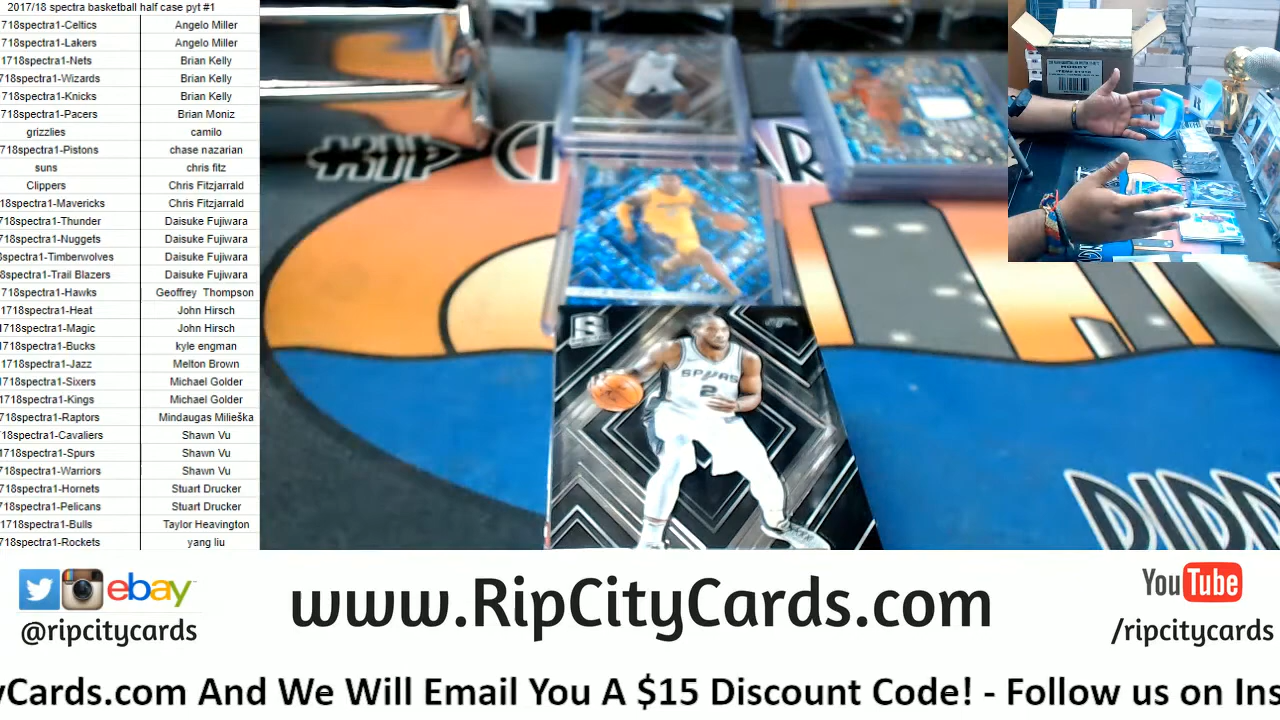 2017/18 spectra basketball half case pyt #1
718spectra1-Celtics Angelo Miller
718spectra1-Lakers Angelo Miller
1718spectra1-Nets Brian Kelly
718spectra1-Wizards Brian Kelly
718spectra1-Knicks Brian Kelly
718spectra1-Pacers Brian Moniz
grizzlies camilo
718spectra1-Pistons chase nazarian
suns chris fitz
Clippers Chris Fitzjarrald
718spectra1-Mavericks Chris Fitzjarrald
718spectra1-Thunder Daisuke Fujiwara
718spectra1-Nuggets Daisuke Fujiwara
8spectra1-Timberwolves Daisuke Fujiwara
8spectra1-Trail Blazers Daisuke Fujiwara
718spectra1-Hawks Geoffrey Thompson
1718spectra1-Heat John Hirsch
718spectra1-Magic John Hirsch
718spectra1-Bucks kyle engman
1718spectra1-Jazz Melton Brown
718spectra1-Sixers Michael Golder
718spectra1-Kings Michael Golder
1718spectra1-Raptors Mindaugas Milieška
718spectra1-Cavaliers Shawn Vu
718spectra1-Spurs Shawn Vu
718spectra1-Warriors Shawn Vu
718spectra1-Hornets Stuart Drucker
718spectra1-Pelicans Stuart Drucker
1718spectra1-Bulls Taylor Heavington
718spectra1-Rockets yang liu
RIP
S
SPURS
2
ebay
@ripcitycards
www.RipCityCards.com
YouTube
/ripcitycards
yCards.com And We Will Email You A $15 Discount Code! - Follow us on Ins